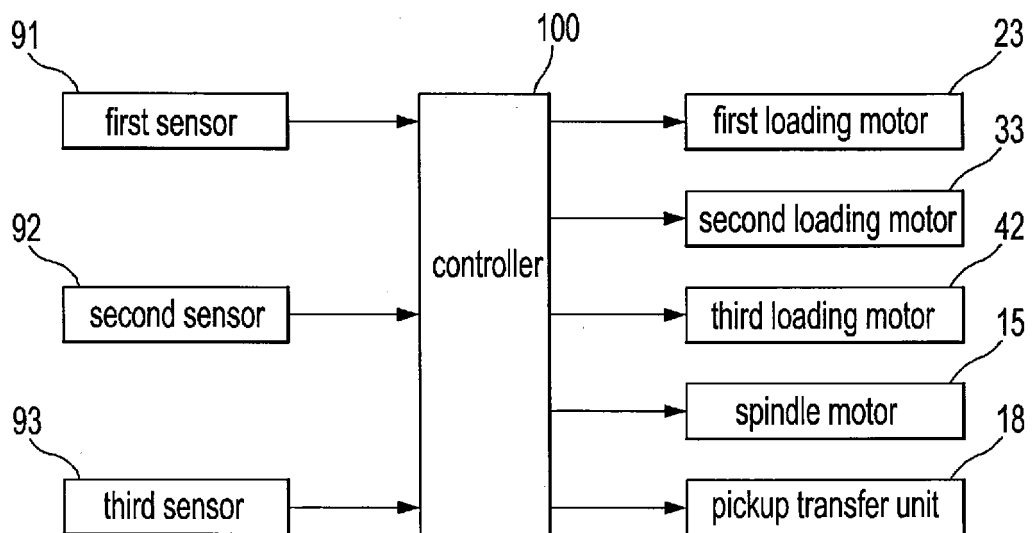 91
100
23
first sensor
first loading motor
33
second loading motor
92
42
controller
second sensor
third loading motor
15
spindle motor
93
18
third sensor
pickup transfer unit